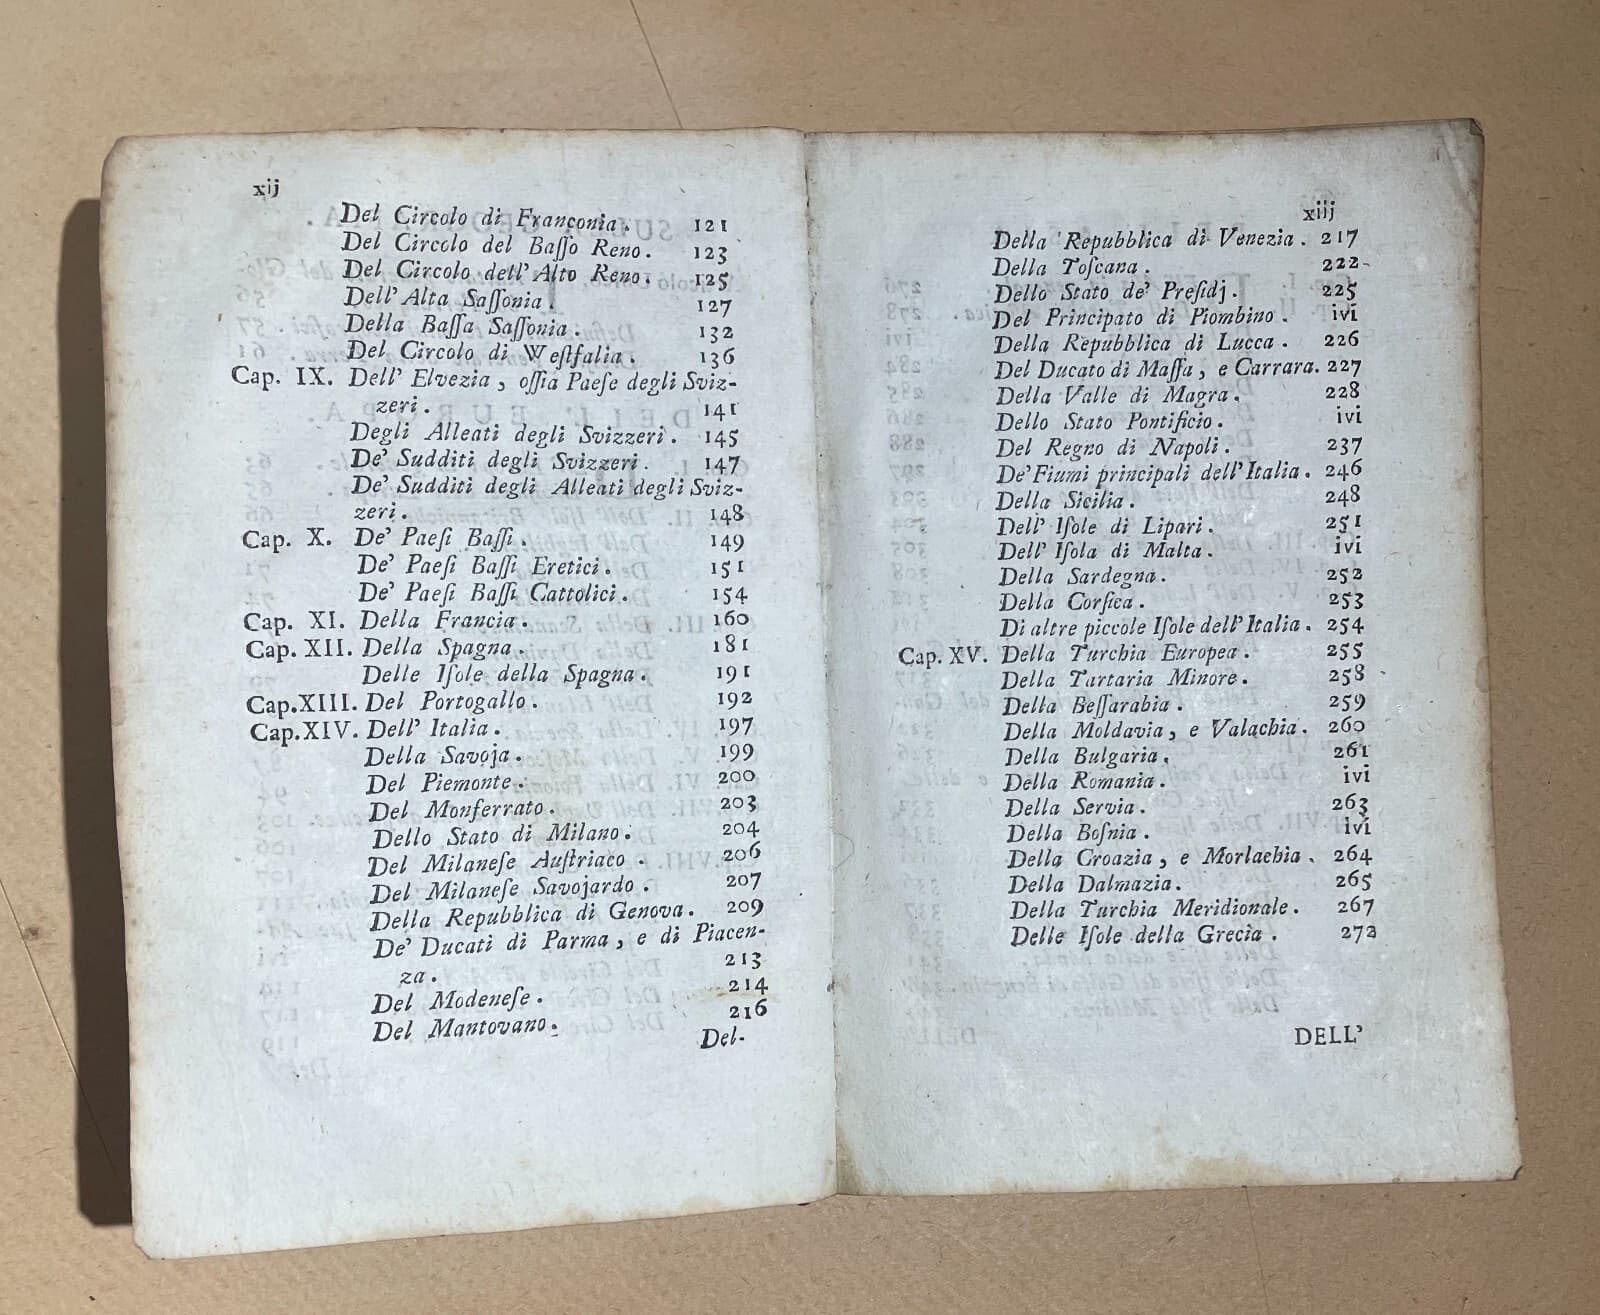 xij
Del Circolo di Franconia. 121
Del Circolo del Baſſo Reno. 123
Del Circolo dell' Alto Reno. 125
Dell' Alta Saſſonia. 127
Della Baſſa Saſſonia. 132
Del Circolo di Weſtfalia. 136
Cap. IX. Dell' Elvezia, oſſia Paeſe degli Sviz-
zeri. 141
Degli Alleati degli Svizzeri. 145
De' Sudditi degli Svizzeri. 147
De' Sudditi degli Alleati degli Sviz-
zeri. 148
Cap. X. De' Paeſi Baſſi. 149
De' Paeſi Baſſi Eretici. 151
De' Paeſi Baſſi Cattolici. 154
Cap. XI. Della Francia. 160
Cap. XII. Della Spagna. 181
Delle Iſole della Spagna. 191
Cap. XIII. Del Portogallo. 192
Cap. XIV. Dell' Italia. 197
Della Savoja. 199
Del Piemonte. 200
Del Monferrato. 203
Dello Stato di Milano. 204
Del Milaneſe Auſtriaco. 206
Del Milaneſe Savojardo. 207
Della Repubblica di Genova. 209
De' Ducati di Parma, e di Piacen-
za. 213
Del Modeneſe. 214
Del Mantovano. 216
Del-
xiij
Della Repubblica di Venezia. 217
Della Toſcana. 222
Dello Stato de' Preſidj. 225
Del Principato di Piombino. ivi
Della Repubblica di Lucca. 226
Del Ducato di Maſſa, e Carrara. 227
Della Valle di Magra. 228
Dello Stato Pontificio. ivi
Del Regno di Napoli. 237
De' Fiumi principali dell' Italia. 246
Della Sicilia. 248
Dell' Iſole di Lipari. 251
Dell' Iſola di Malta. ivi
Della Sardegna. 252
Della Corſica. 253
Di altre piccole Iſole dell' Italia. 254
Cap. XV. Della Turchia Europea. 255
Della Tartaria Minore. 258
Della Beſſarabia. 259
Della Moldavia, e Valachia. 260
Della Bulgaria. 261
Della Romania. ivi
Della Servia. 263
Della Boſnia. ivi
Della Croazia, e Morlachia. 264
Della Dalmazia. 265
Della Turchia Meridionale. 267
Delle Iſole della Grecia. 272
DELL'